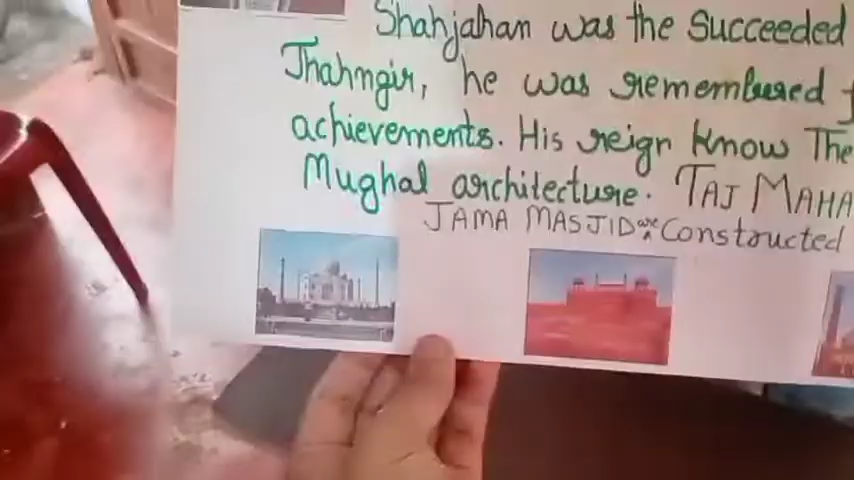 Shahjahan was the Succeeded
Jhahngir, he was remembered f
achievements. His reign know The
Mughal architecture. TAJ MAHA
JAMA MASJID are Constructed